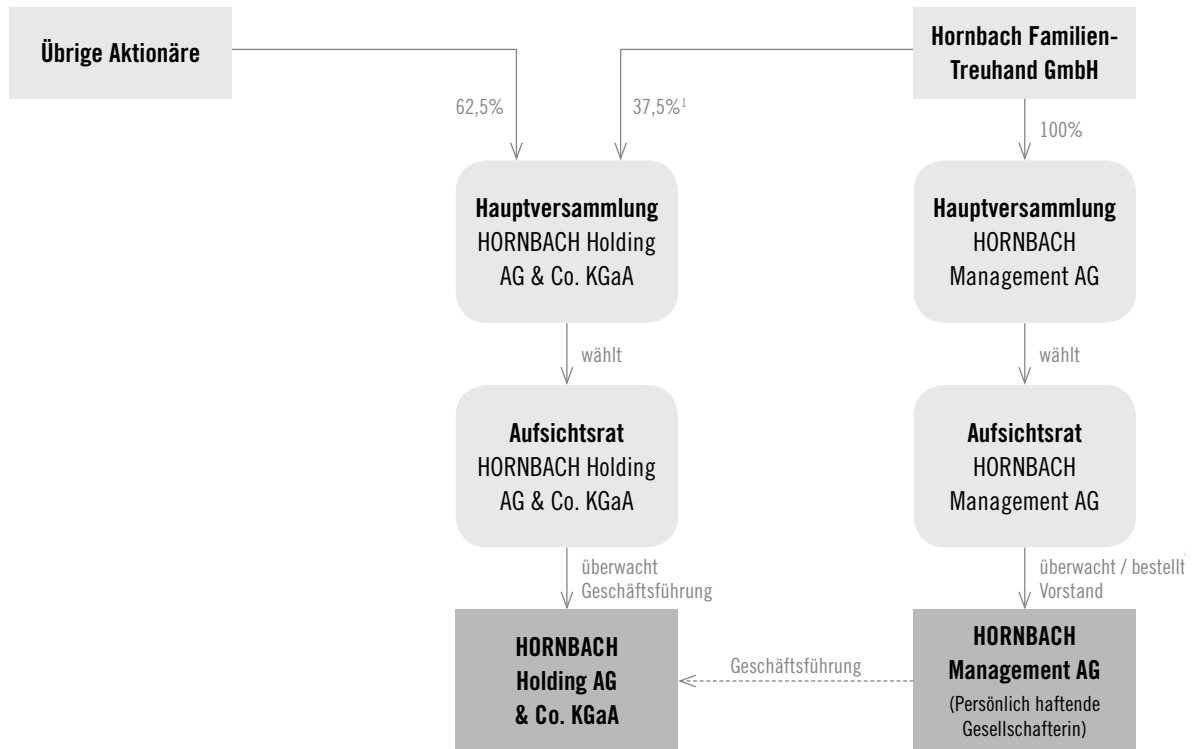 Übrige Aktionäre
Hornbach Familien-
Treuhand GmbH
62,5%
37,5%¹
100%
Hauptversammlung
HORNBACH Holding
AG & Co. KGaA
Hauptversammlung
HORNBACH
Management AG
wählt
wählt
Aufsichtsrat
HORNBACH Holding
AG & Co. KGaA
Aufsichtsrat
HORNBACH
Management AG
überwacht
Geschäftsführung
überwacht / bestellt
Vorstand
HORNBACH
Holding AG
& Co. KGaA
Geschäftsführung
HORNBACH
Management AG
(Persönlich haftende
Gesellschafterin)